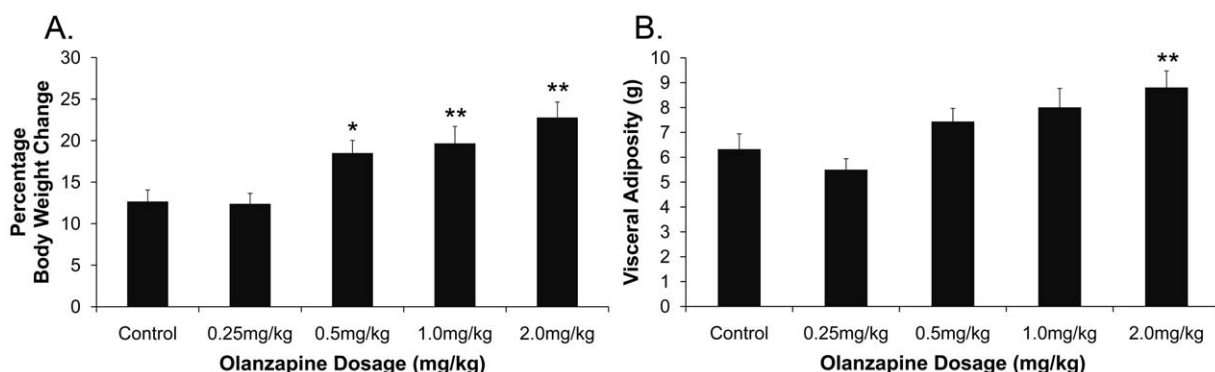 A.
Percentage
Body Weight Change
30
25
20
15
10
5
0
*
**
**
Control
0.25mg/kg
0.5mg/kg
1.0mg/kg
2.0mg/kg
Olanzapine Dosage (mg/kg)
B.
Visceral Adiposity (g)
10
9
8
7
6
5
4
3
2
1
0
**
Control
0.25mg/kg
0.5mg/kg
1.0mg/kg
2.0mg/kg
Olanzapine Dosage (mg/kg)